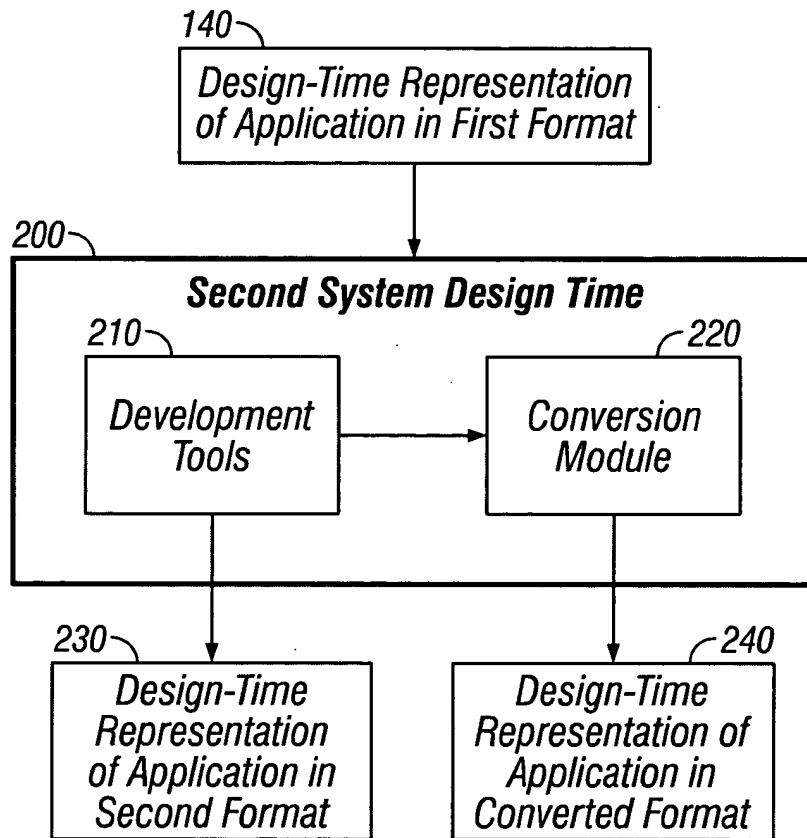 140
Design-Time Representation
of Application in First Format
200
Second System Design Time
210
220
Development
Tools
Conversion
Module
230
240
Design-Time
Representation
of Application in
Second Format
Design-Time
Representation of
Application in
Converted Format